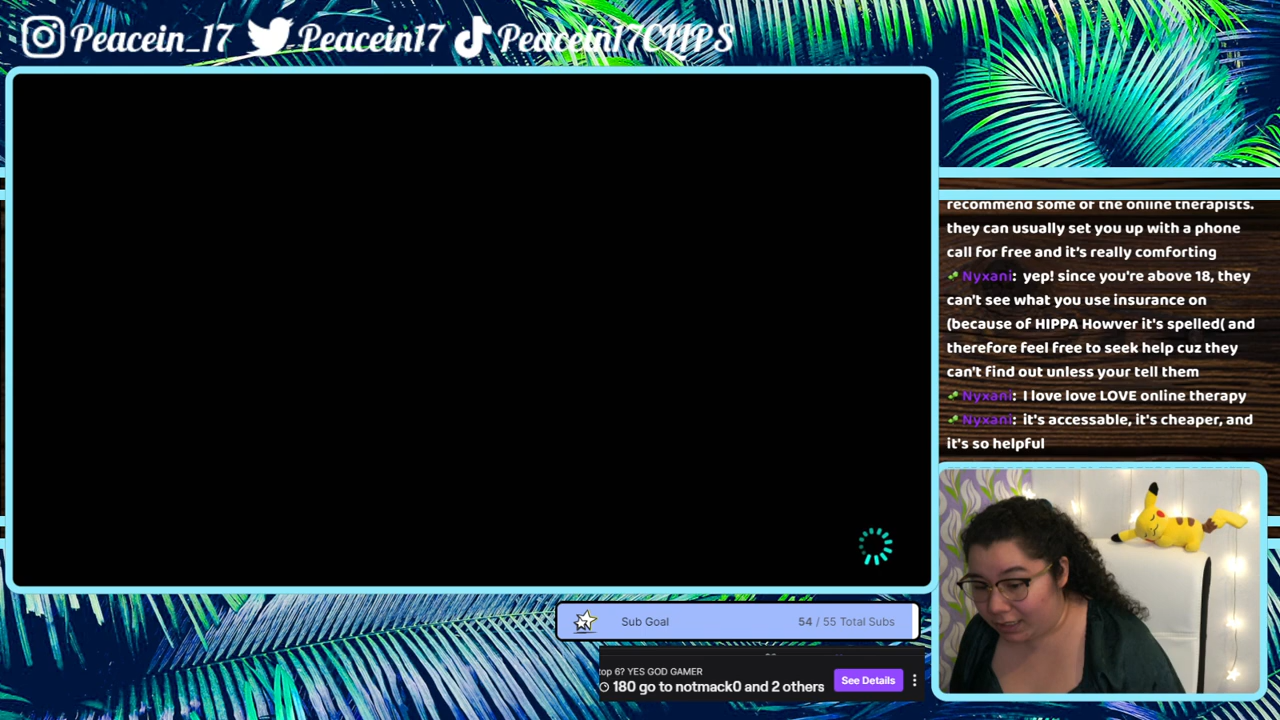 Peacein_17 Peacein17 Peacein17ClIPS
recommend some of the online therapists.
they can usually set you up with a phone
call for free and it's really comforting
Nyxani: yep! since you're above 18, they
can't see what you use insurance on
(because of HIPPA Howver it's spelled( and
therefore feel free to seek help cuz they
can't find out unless your tell them
Nyxani: I love love LOVE online therapy
Nyxani: it's accessable, it's cheaper, and
it's so helpful
Sub Goal 54 / 55 Total Subs
top 6? YES GOD GAMER
180 go to notmack0 and 2 others
See Details